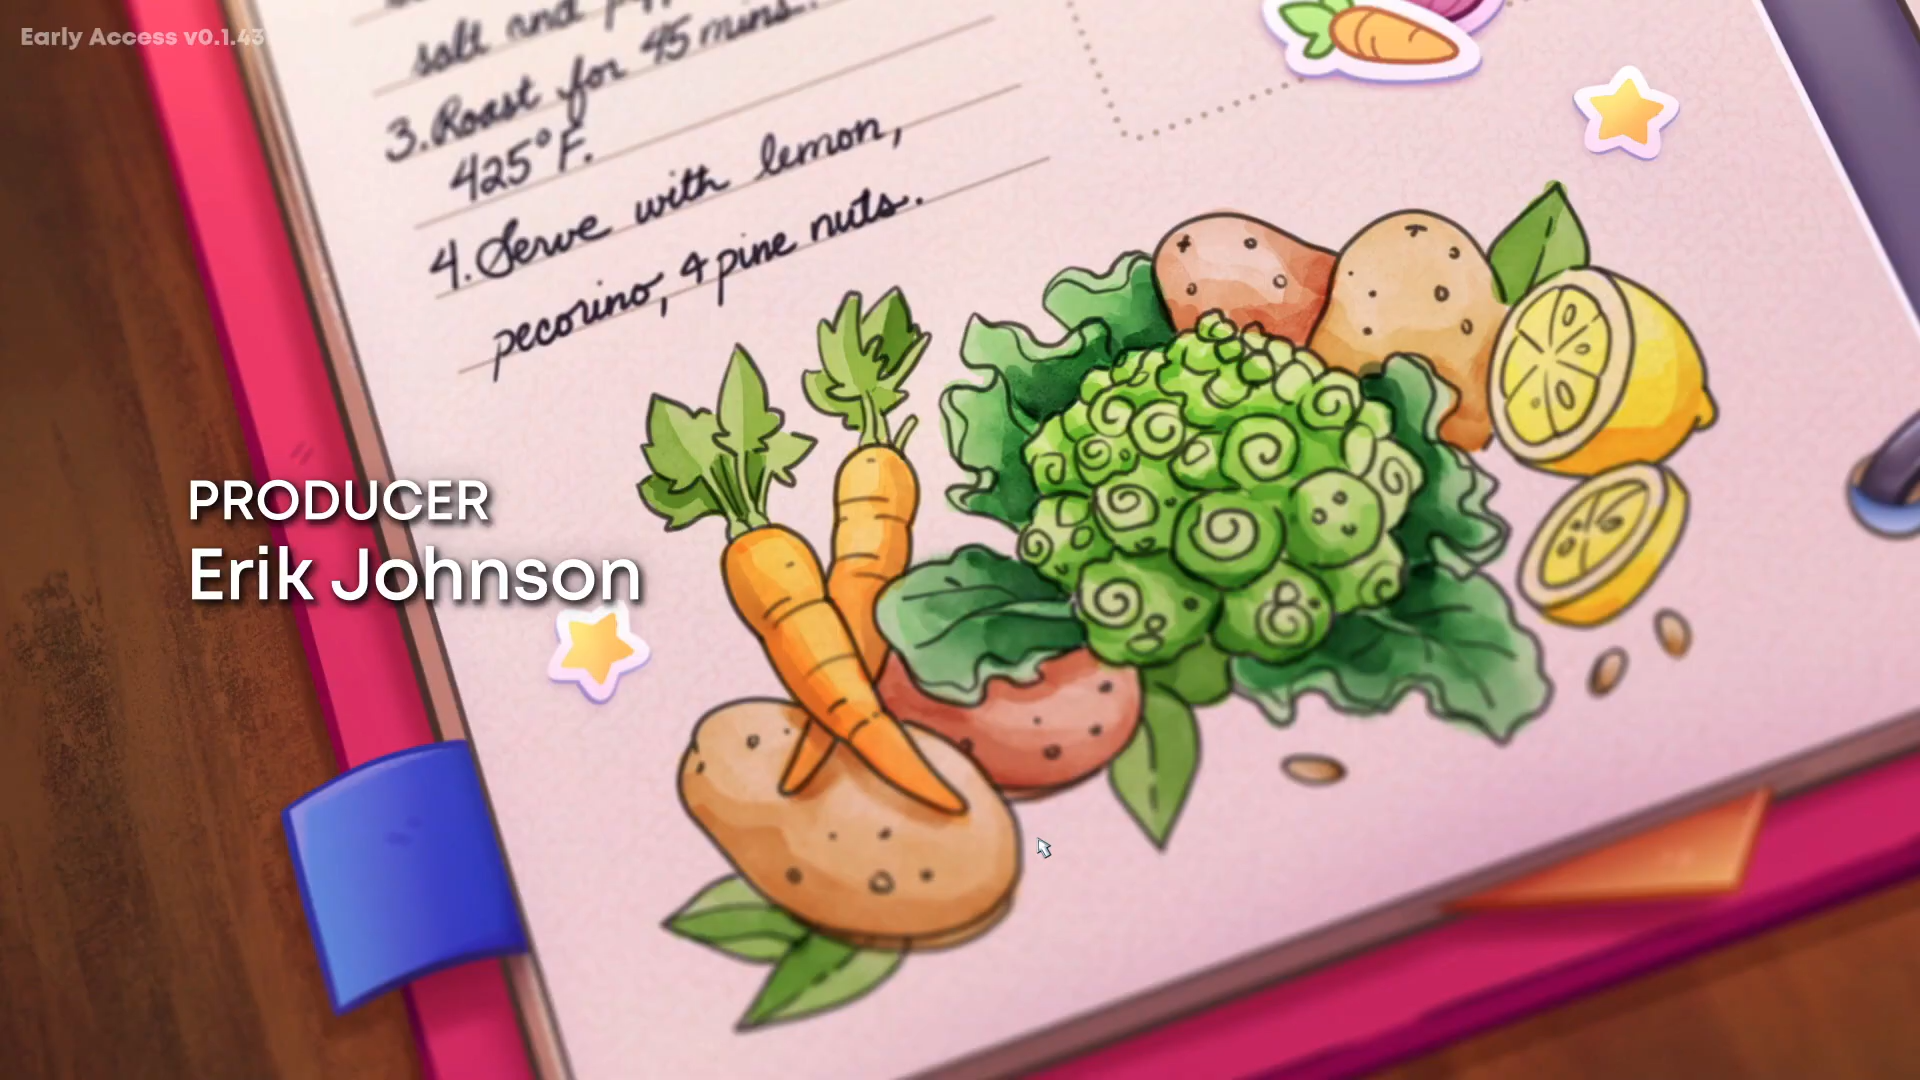 Early Access v0.1.43
salt and
3. Roast for 45 mins.
425° F.
4. Serve with lemon,
pecorino, & pine nuts.
PRODUCER
Erik Johnson